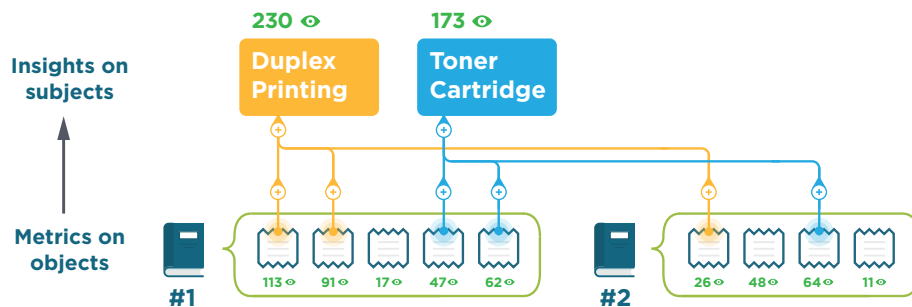 230
173
Duplex
Printing
Toner
Cartridge
Insights on
subjects
Metrics on
objects
113 91 17 47 62
26 48 64 11
#1
#2